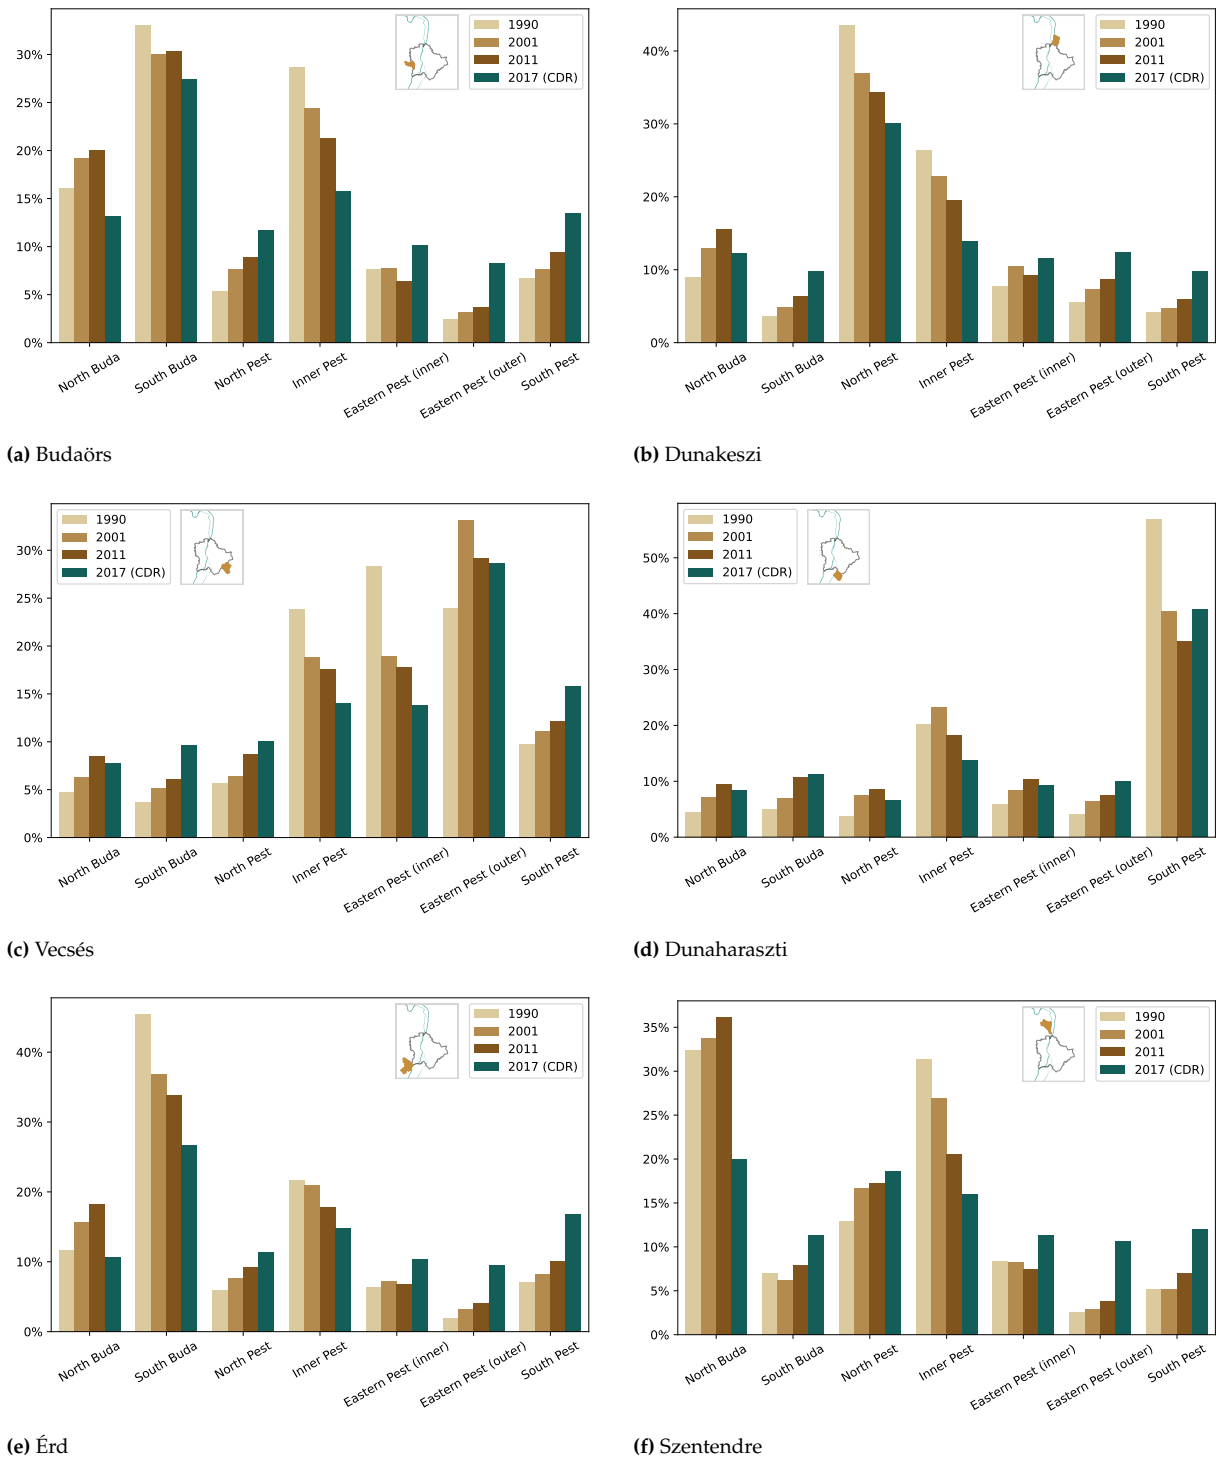 30%
25%
20%
15%
10%
5%
0%
1990
2001
2011
2017 (CDR)
North Buda
South Buda
North Pest
Inner Pest
Eastern Pest (inner)
Eastern Pest (outer)
South Pest
(a) Budaörs
40%
30%
20%
10%
0%
1990
2001
2011
2017 (CDR)
North Buda
South Buda
North Pest
Inner Pest
Eastern Pest (inner)
Eastern Pest (outer)
South Pest
(b) Dunakeszi
30%
25%
20%
15%
10%
5%
0%
1990
2001
2011
2017 (CDR)
North Buda
South Buda
North Pest
Inner Pest
Eastern Pest (inner)
Eastern Pest (outer)
South Pest
(c) Vecsés
50%
40%
30%
20%
10%
0%
1990
2001
2011
2017 (CDR)
North Buda
South Buda
North Pest
Inner Pest
Eastern Pest (inner)
Eastern Pest (outer)
South Pest
(d) Dunaharaszti
40%
30%
20%
10%
0%
1990
2001
2011
2017 (CDR)
North Buda
South Buda
North Pest
Inner Pest
Eastern Pest (inner)
Eastern Pest (outer)
South Pest
(e) Érd
35%
30%
25%
20%
15%
10%
5%
0%
1990
2001
2011
2017 (CDR)
North Buda
South Buda
North Pest
Inner Pest
Eastern Pest (inner)
Eastern Pest (outer)
South Pest
(f) Szentendre